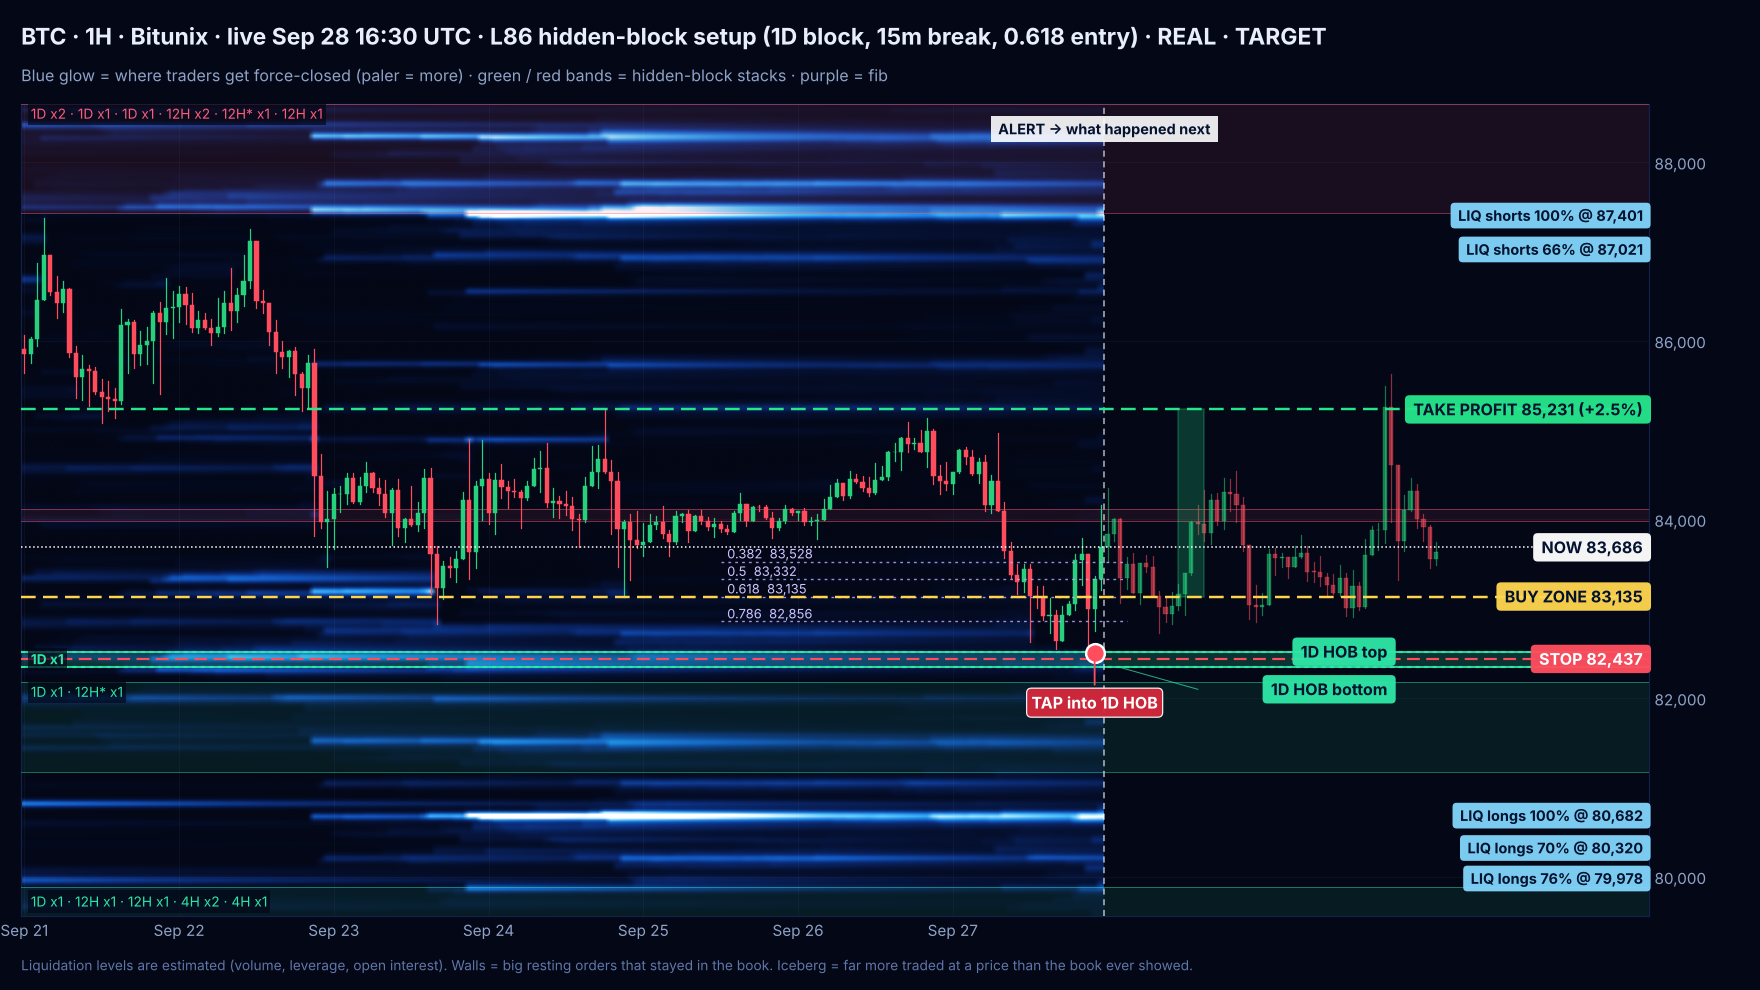 BTC · 1H · Bitunix · live Sep 28 16:30 UTC · L86 hidden-block setup (1D block, 15m break, 0.618 entry) · REAL · TARGET
Blue glow = where traders get force-closed (paler = more) · green / red bands = hidden-block stacks · purple = fib
1D x2 · 1D x1 · 1D x1 · 12H x2 · 12H* x1 · 12H x1
ALERT → what happened next
88,000
LIQ shorts 100% @ 87,401
LIQ shorts 66% @ 87,021
86,000
TAKE PROFIT 85,231 (+2.5%)
84,000
NOW 83,686
0.382 83,528
0.5 83,332
0.618 83,135
BUY ZONE 83,135
0.786 82,856
1D HOB top
1D x1
STOP 82,437
1D HOB bottom
1D x1 · 12H* x1
TAP into 1D HOB
82,000
LIQ longs 100% @ 80,682
LIQ longs 70% @ 80,320
LIQ longs 76% @ 79,978
80,000
1D x1 · 12H x1 · 12H x1 · 4H x2 · 4H x1
Sep 21 Sep 22 Sep 23 Sep 24 Sep 25 Sep 26 Sep 27
Liquidation levels are estimated (volume, leverage, open interest). Walls = big resting orders that stayed in the book. Iceberg = far more traded at a price than the book ever showed.